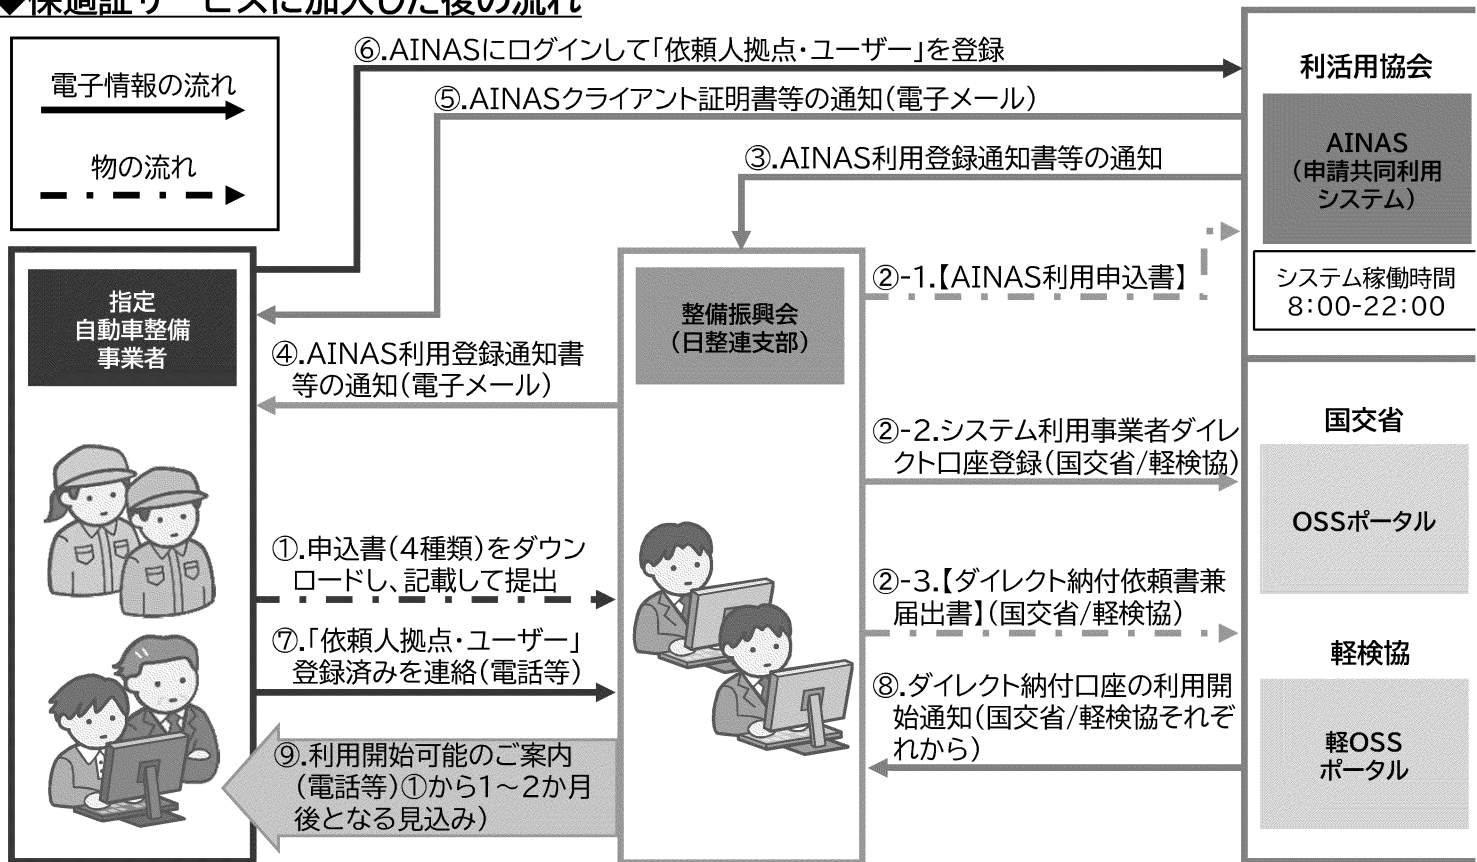 ◆保適証サービスに加入した後の流れ
電子情報の流れ
物の流れ
⑥.AINASにログインして「依頼人拠点・ユーザー」を登録
⑤.AINASクライアント証明書等の通知(電子メール)
③.AINAS利用登録通知書等の通知
利活用協会
AINAS
(申請共同利用
システム)
システム稼働時間
8:00-22:00
指定
自動車整備
事業者
整備振興会
(日整連支部)
②-1.【AINAS利用申込書】
④.AINAS利用登録通知書
等の通知(電子メール)
②-2.システム利用事業者ダイレ
クト口座登録(国交省/軽検協)
国交省
OSSポータル
①.申込書(4種類)をダウン
ロードし、記載して提出
②-3.【ダイレクト納付依頼書兼
届出書】(国交省/軽検協)
⑦.「依頼人拠点・ユーザー」
登録済みを連絡(電話等)
軽検協
軽OSS
ポータル
⑧.ダイレクト納付口座の利用開
始通知(国交省/軽検協それぞ
れから)
⑨.利用開始可能のご案内
(電話等)①から1~2か月
後となる見込み)